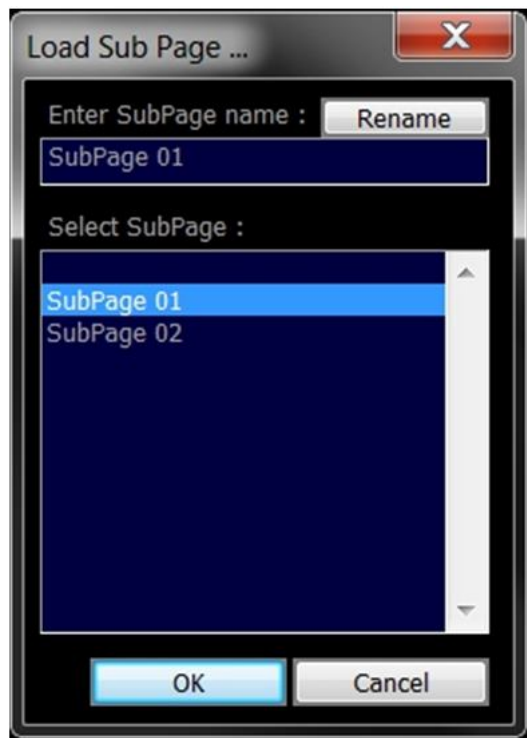 Load Sub Page ...
Enter SubPage name :
Rename
SubPage 01
Select SubPage :
SubPage 01
SubPage 02
OK
Cancel